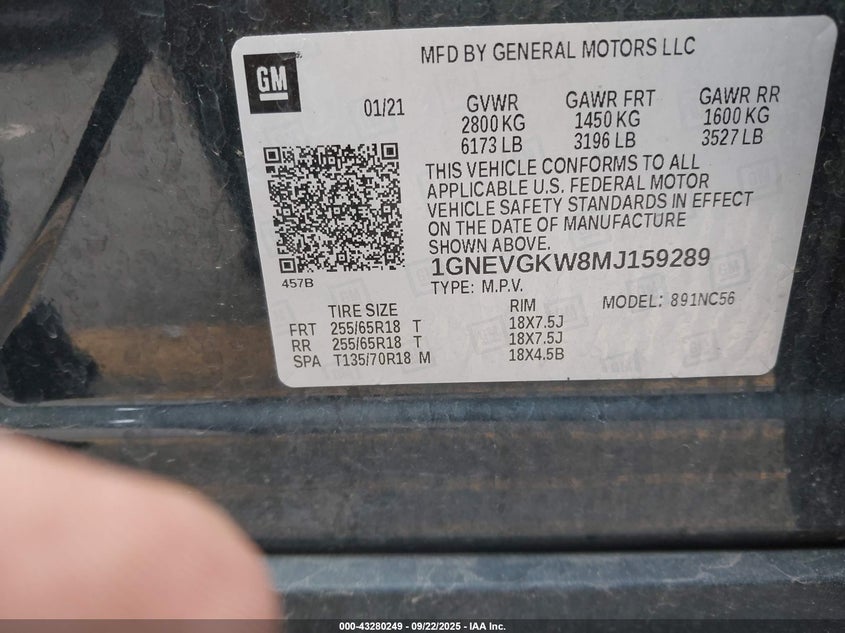 GM
MFD BY GENERAL MOTORS LLC
01/21
GVWR GAWR FRT GAWR RR
2800 KG 1450 KG 1600 KG
6173 LB 3196 LB 3527 LB
THIS VEHICLE CONFORMS TO ALL
APPLICABLE U.S. FEDERAL MOTOR
VEHICLE SAFETY STANDARDS IN EFFECT
ON THE DATE OF MANUFACTURE
SHOWN ABOVE.
457B
1GNEVGKW8MJ159289
TYPE: M.P.V.
TIRE SIZE RIM MODEL: 891NC56
FRT 255/65R18 T 18X7.5J
RR 255/65R18 T 18X7.5J
SPA T135/70R18 M 18X4.5B
000-43280249 - 09/22/2025 - IAA Inc.